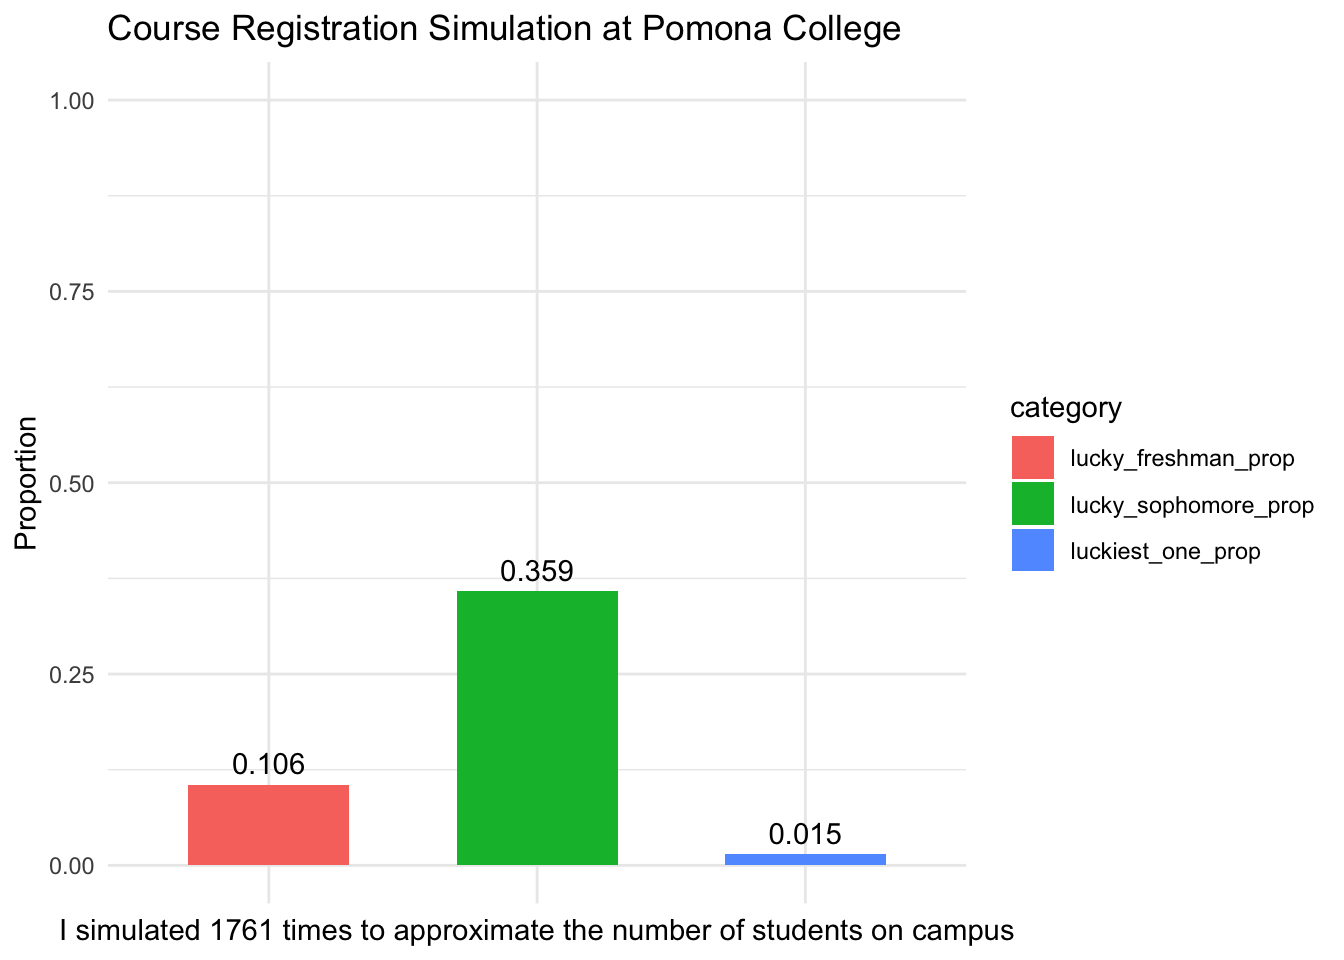 Course Registration Simulation at Pomona College
1.00
0.75
0.50
0.25
0.00
Proportion
0.106
0.359
0.015
I simulated 1761 times to approximate the number of students on campus
category
lucky_freshman_prop
lucky_sophomore_prop
luckiest_one_prop